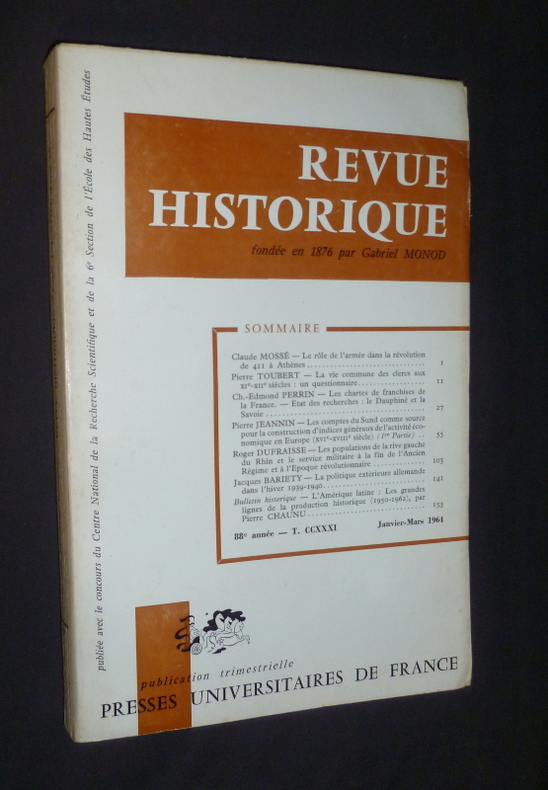 publiée avec le concours du Centre National de la Recherche Scientifique et de la 6e Section de l'École des Hautes Études
REVUE
HISTORIQUE
fondée en 1876 par Gabriel MONOD
SOMMAIRE
Claude MOSSÉ — Le rôle de l'armée dans la révolution
de 411 à Athènes ........................ 1
Pierre TOUBERT — La vie commune des clercs aux
XIe-XIIe siècles : un questionnaire ................ 11
Ch.-Edmond PERRIN — Les chartes de franchises de
la France. — Etat des recherches : le Dauphiné et la
Savoir ................................ 27
Pierre JEANNIN — Les comptes du Sund comme source
pour la construction d'indices généraux de l'activité éco-
nomique en Europe (XVIe-XVIIIe siècle) (Ire Partie) ... 55
Roger DUFRAISSE — Les populations de la rive gauche
du Rhin et le service militaire à la fin de l'Ancien
Régime et à l'Epoque révolutionnaire ............ 103
Jacques BARIETY — La politique extérieure allemande
dans l'hiver 1939-1940 ........................ 141
Bulletin historique — L'Amérique latine : Les grandes
lignes de la production historique (1950-1962), par
Pierre CHAUNU ........................ 153
88e année — T. CCXXXI Janvier-Mars 1964
publication trimestrielle
PRESSES UNIVERSITAIRES DE FRANCE